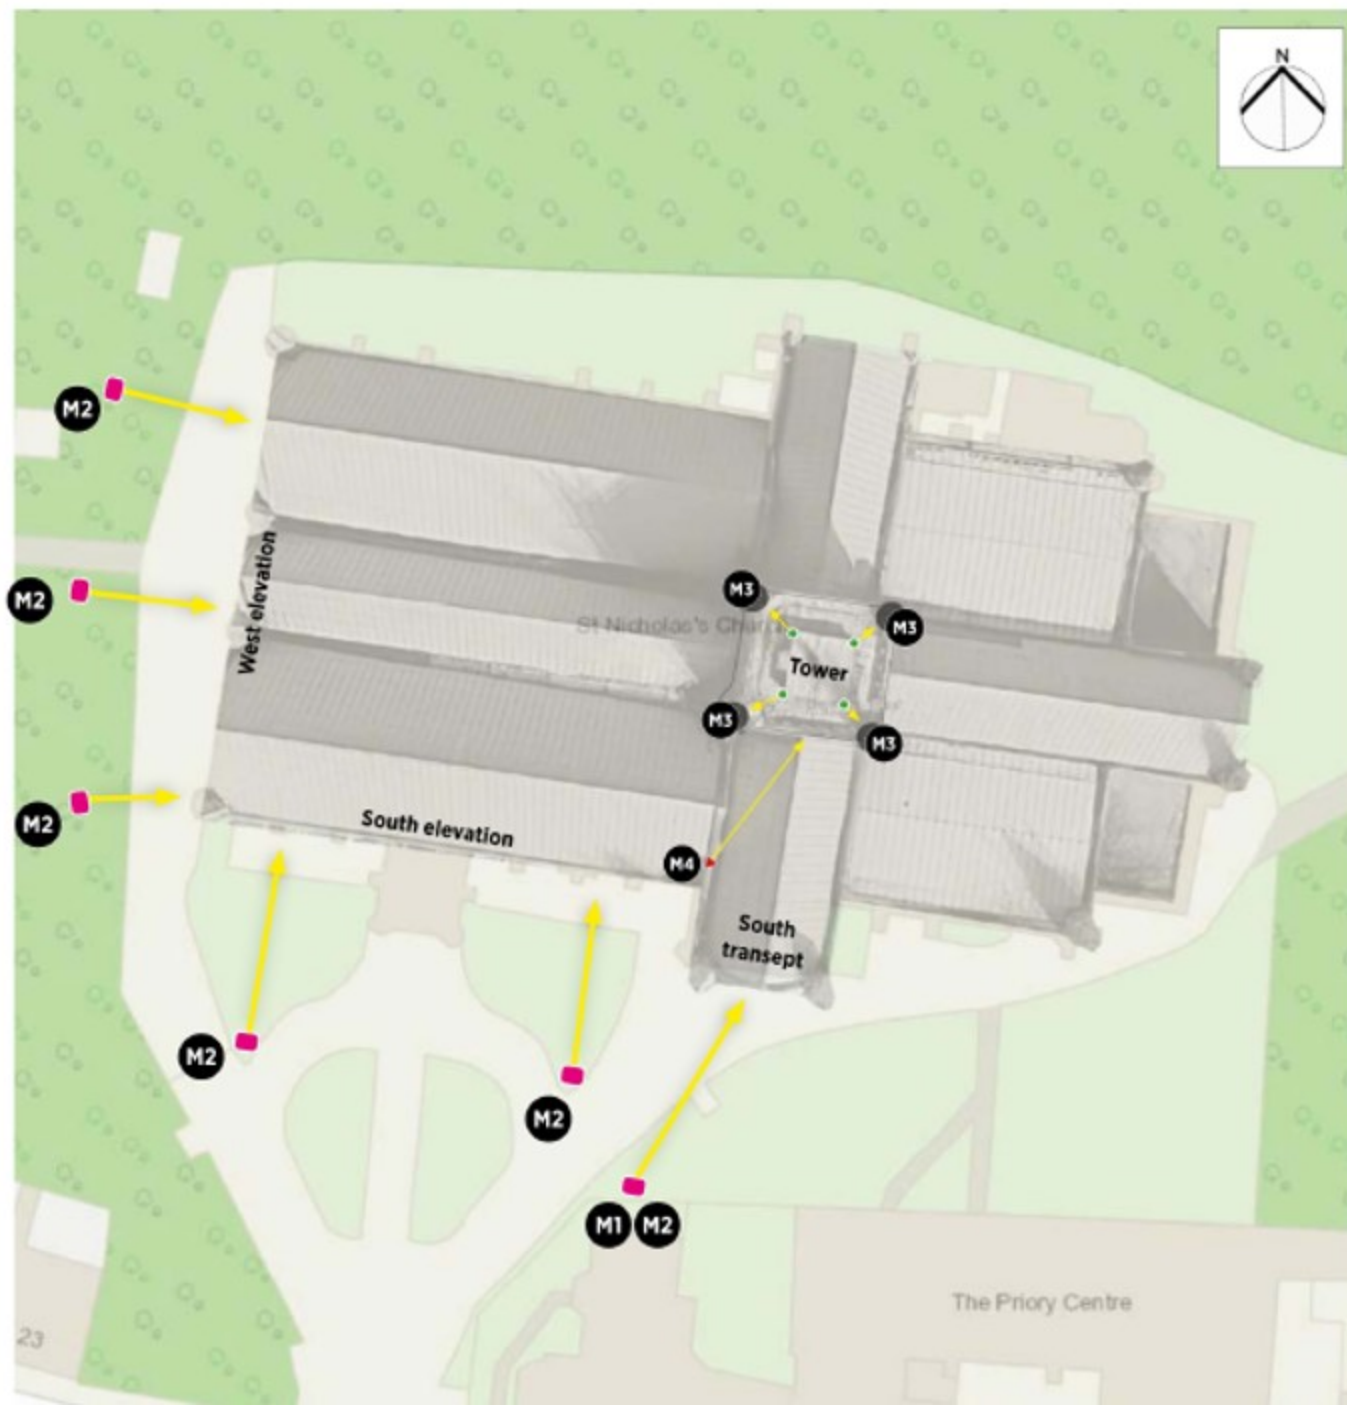 N
M2
M2
West elevation
M3
M3
St Nicholas's
Tower
M3
M3
M2
South elevation
M4
South
transept
M2
M2
M1 M2
The Priory Centre
23